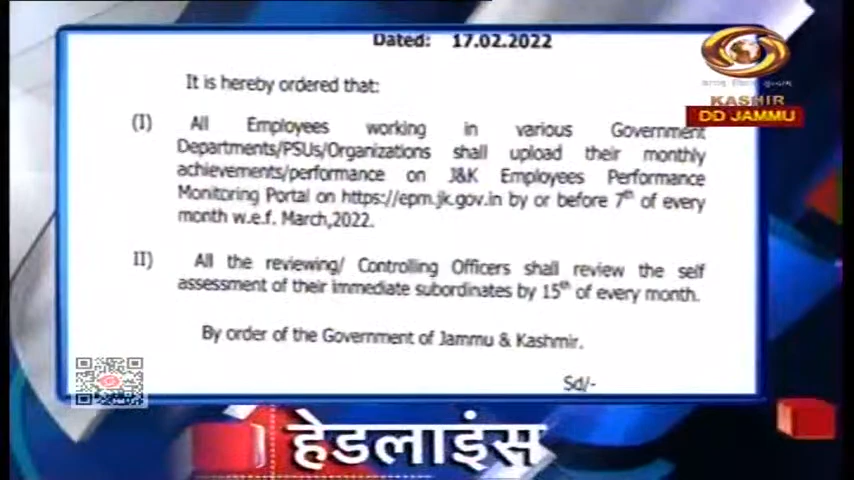 Dated: 17.02.2022
It is hereby ordered that:
(I) All Employees working in various Government
Departments/PSUs/Organizations shall upload their monthly
achievements/performance on J&K Employees Performance
Monitoring Portal on https://epm.jk.gov.in by or before 7th of every
month w.e.f. March,2022.
II) All the reviewing/ Controlling Officers shall review the self
assessment of their immediate subordinates by 15th of every month.
By order of the Government of Jammu & Kashmir.
Sd/-
KASHIR
DD JAMMU
हेडलाइंस